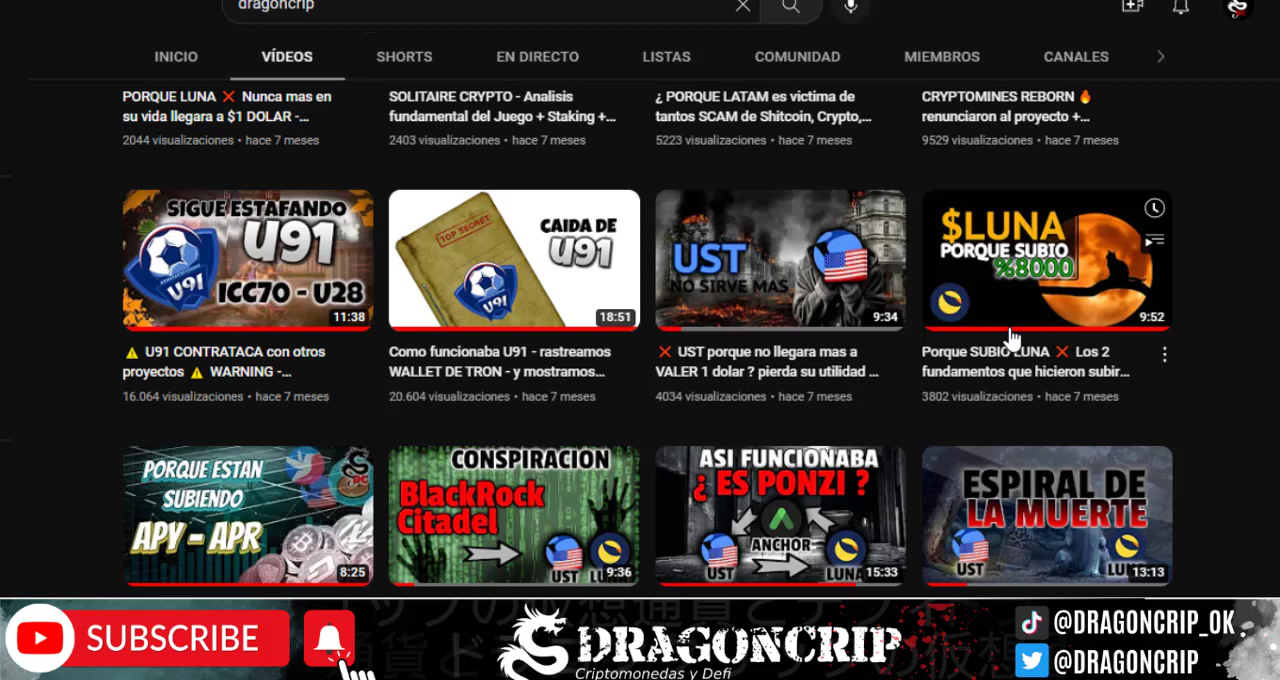 dragoncrip
INICIO VÍDEOS SHORTS EN DIRECTO LISTAS COMUNIDAD MIEMBROS CANALES
PORQUE LUNA ❌ Nunca mas en
su vida llegara a $1 DOLAR -...
2044 visualizaciones • hace 7 meses
SOLITAIRE CRYPTO - Analisis
fundamental del Juego + Staking +...
2403 visualizaciones • hace 7 meses
¿ PORQUE LATAM es victima de
tantos SCAM de Shitcoin, Crypto,...
5223 visualizaciones • hace 7 meses
CRYPTOMINES REBORN 🔥
renunciaron al proyecto +...
9529 visualizaciones • hace 7 meses
SIGUE ESTAFANDO
U91
U91
ICC70 - U28
11:38
⚠️ U91 CONTRATACA con otros
proyectos ⚠️ WARNING -...
16.064 visualizaciones • hace 7 meses
TOP SECRET
CAIDA DE
U91
U91
18:51
Como funcionaba U91 - rastreamos
WALLET DE TRON - y mostramos...
20.604 visualizaciones • hace 7 meses
UST
NO SIRVE MAS
9:34
❌ UST porque no llegara mas a
VALER 1 dolar ? pierda su utilidad ...
4034 visualizaciones • hace 7 meses
$LUNA
PORQUE SUBIO
%8000
9:52
Porque SUBIO LUNA ❌ Los 2
fundamentos que hicieron subir...
3802 visualizaciones • hace 7 meses
PORQUE ESTAN
SUBIENDO
APY - APR
8:25
CONSPIRACION
BlackRock
Citadel
UST LU
9:36
ASI FUNCIONABA
¿ ES PONZI ?
ANCHOR
UST LUNA
15:33
ESPIRAL DE
LA MUERTE
UST LUN
13:13
SUBSCRIBE
DRAGONCRIP
Criptomonedas y Defi
@DRAGONCRIP_OK
@DRAGONCRIP